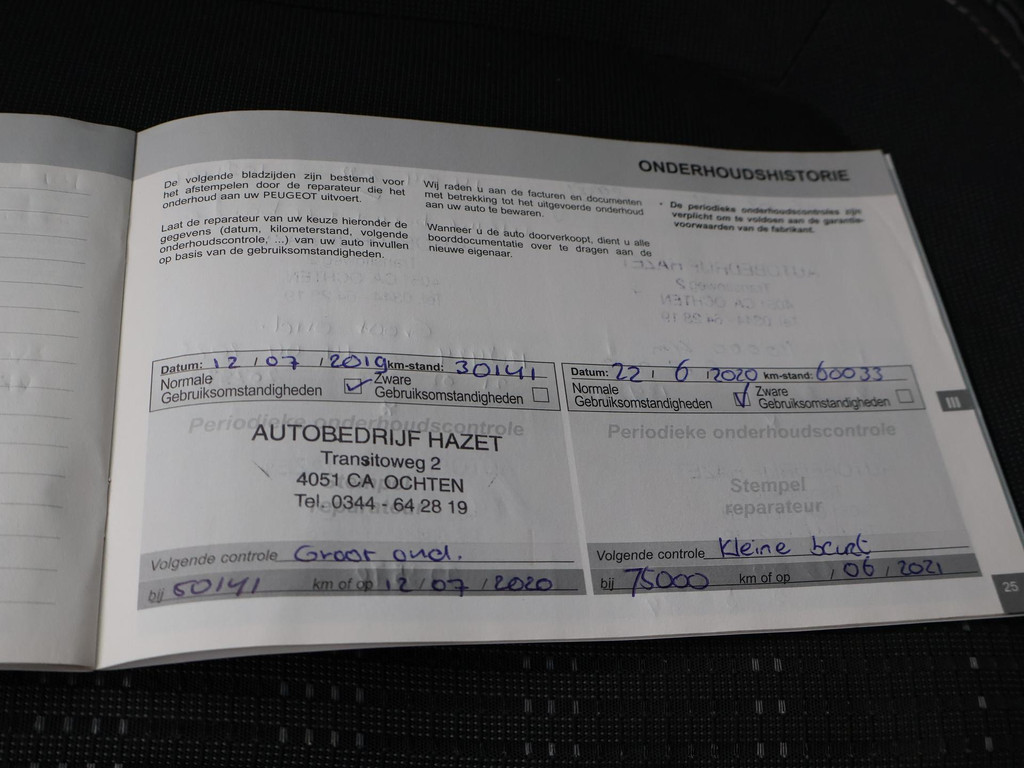 ONDERHOUDSHISTORIE
De volgende bladzijden zijn bestemd voor
het afstempelen door de reparateur die het
onderhoud aan uw PEUGEOT uitvoert.
Laat de reparateur van uw keuze hieronder de
gegevens (datum, kilometerstand, volgende
onderhoudscontrole, ...) van uw auto invullen
op basis van de gebruiksomstandigheden.
Wij raden u aan de facturen en documenten
met betrekking tot het uitgevoerde onderhoud
aan uw auto te bewaren.
Wanneer u de auto doorverkoopt, dient u alle
boorddocumentatie over te dragen aan de
nieuwe eigenaar.
• De periodieke onderhoudscontroles zijn
verplicht om te voldoen aan de garantie-
voorwaarden van de fabrikant.
Datum: 12 / 07 / 2019 km-stand: 30141
Normale Gebruiksomstandigheden Zware Gebruiksomstandigheden
Periodieke onderhoudscontrole
AUTOBEDRIJF HAZET
Transitoweg 2
4051 CA OCHTEN
Tel. 0344 - 64 28 19
reparateur
Volgende controle Groot ond.
bij 50141 km of op 12 / 07 / 2020
Datum: 22 / 6 / 2020 km-stand: 60033
Normale Gebruiksomstandigheden Zware Gebruiksomstandigheden
Periodieke onderhoudscontrole
Stempel
reparateur
Volgende controle Kleine beurt
bij 75000 km of op / 06 / 2021
III
25